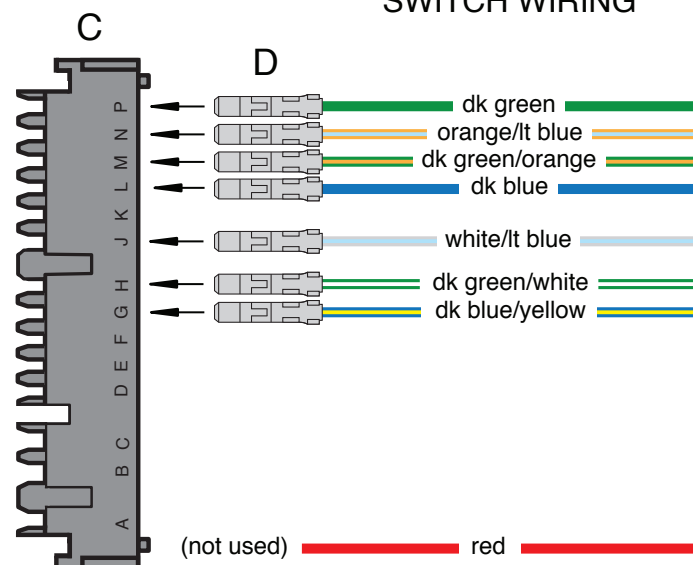 SWITCH WIRING
C
D
P
dk green
N
orange/lt blue
M
dk green/orange
L
dk blue
K
J
white/lt blue
H
dk green/white
G
dk blue/yellow
F
E
D
C
B
A
(not used)
red